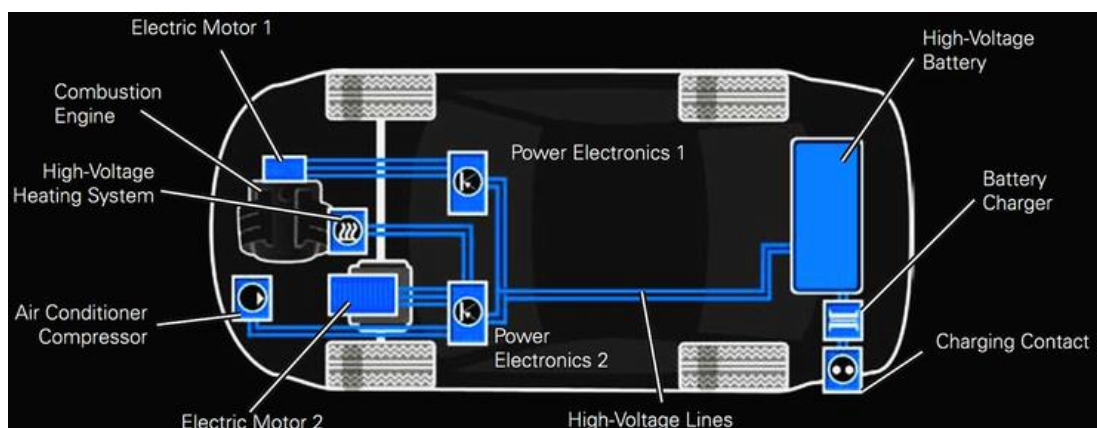 Electric Motor 1
High-Voltage
Battery
Combustion
Engine
Power Electronics 1
High-Voltage
Heating System
Battery
Charger
Air Conditioner
Compressor
Power
Electronics 2
Charging Contact
Electric Motor 2
High-Voltage Lines